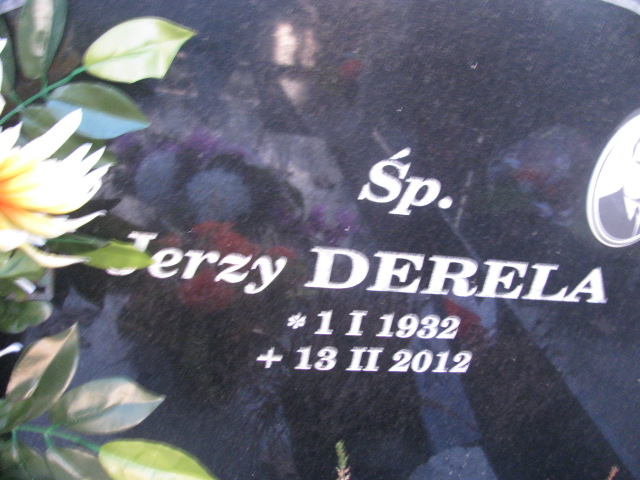 Śp.
Jerzy DERELA
* 1 I 1932
+ 13 II 2012